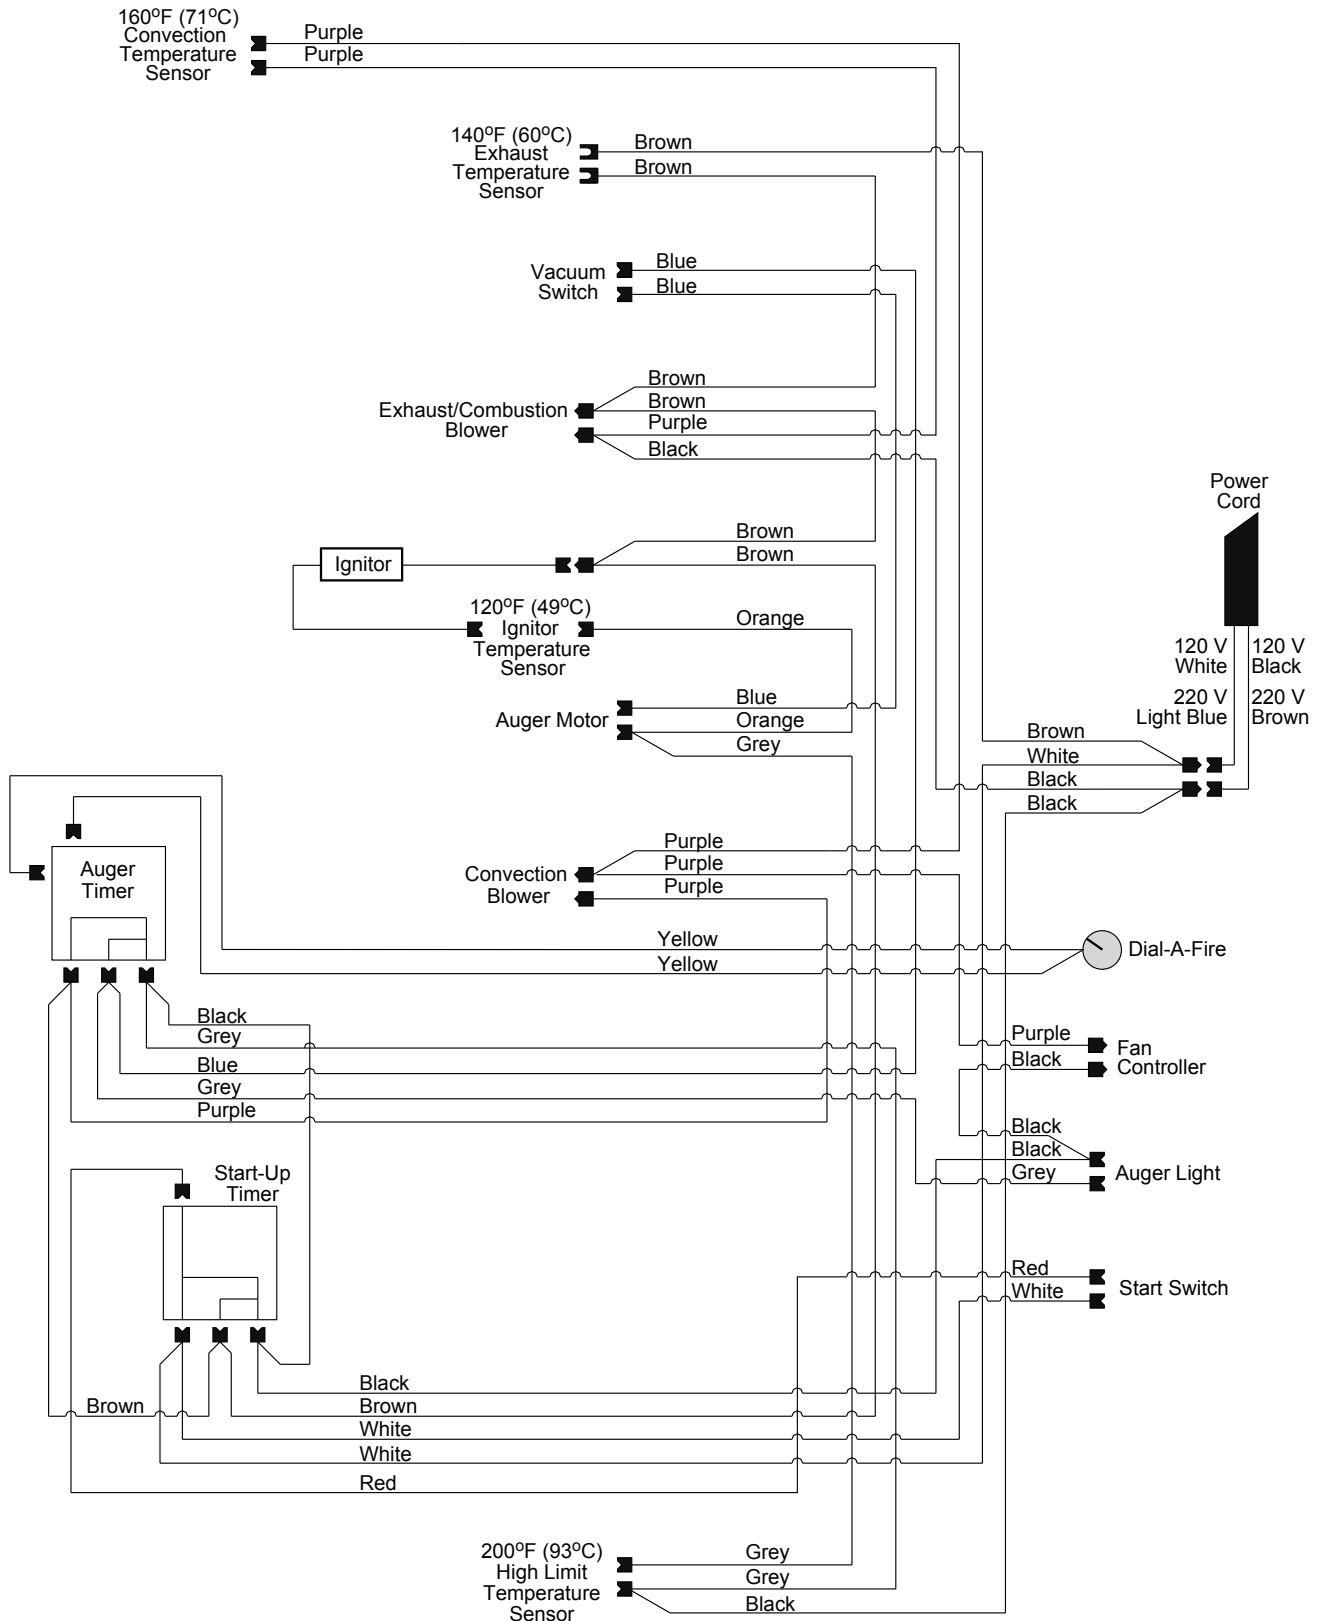 160oF (71oC)
Convection
Temperature
Sensor
Purple
Purple
140oF (60oC)
Exhaust
Temperature
Sensor
Brown
Brown
Vacuum
Switch
Blue
Blue
Exhaust/Combustion
Blower
Brown
Brown
Purple
Black
Power
Cord
Ignitor
Brown
Brown
120oF (49oC)
Ignitor
Temperature
Sensor
Orange
120 V
White
120 V
Black
220 V
Light Blue
220 V
Brown
Auger Motor
Blue
Orange
Grey
Brown
White
Black
Black
Auger
Timer
Convection
Blower
Purple
Purple
Purple
Yellow
Yellow
Dial-A-Fire
Black
Grey
Blue
Grey
Purple
Purple
Black
Fan
Controller
Black
Black
Grey
Auger Light
Start-Up
Timer
Red
White
Start Switch
Brown
Black
Brown
White
White
Red
200oF (93oC)
High Limit
Temperature
Sensor
Grey
Grey
Black